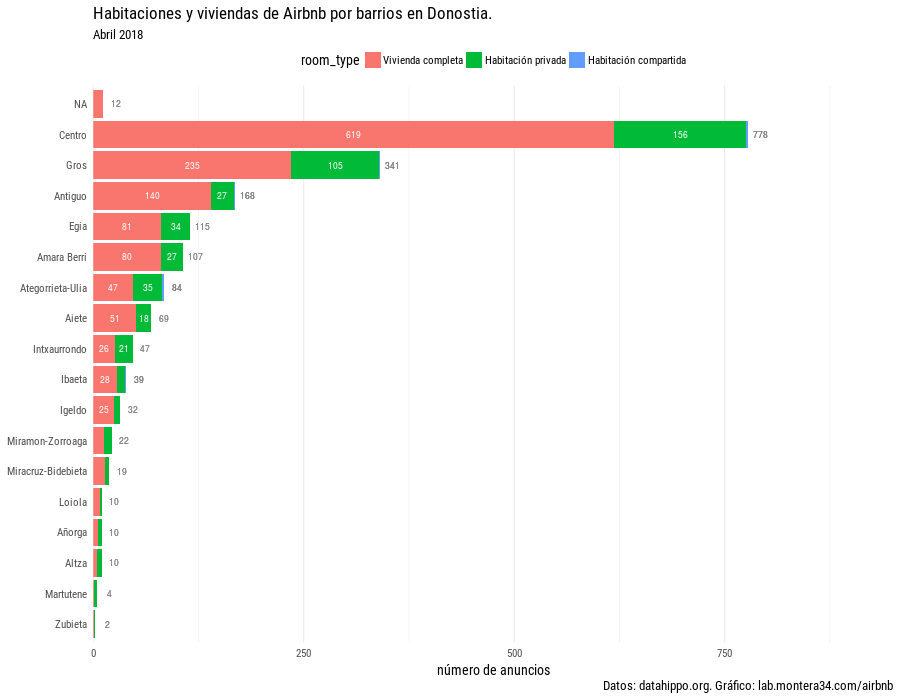 Habitaciones y viviendas de Airbnb por barrios en Donostia.
Abril 2018
room_type Vivienda completa Habitación privada Habitación compartida
NA 12
Centro 619 156 778
Gros 235 105 341
Antiguo 140 27 168
Egia 81 34 115
Amara Berri 80 27 107
Ategorrieta-Ulia 47 35 84
Aiete 51 18 69
Intxaurrondo 26 21 47
Ibaeta 28 39
Igeldo 25 32
Miramon-Zorroaga 22
Miracruz-Bidebieta 19
Loiola 10
Añorga 10
Altza 10
Martutene 4
Zubieta 2
0 250 500 750
número de anuncios
Datos: datahippo.org. Gráfico: lab.montera34.com/airbnb